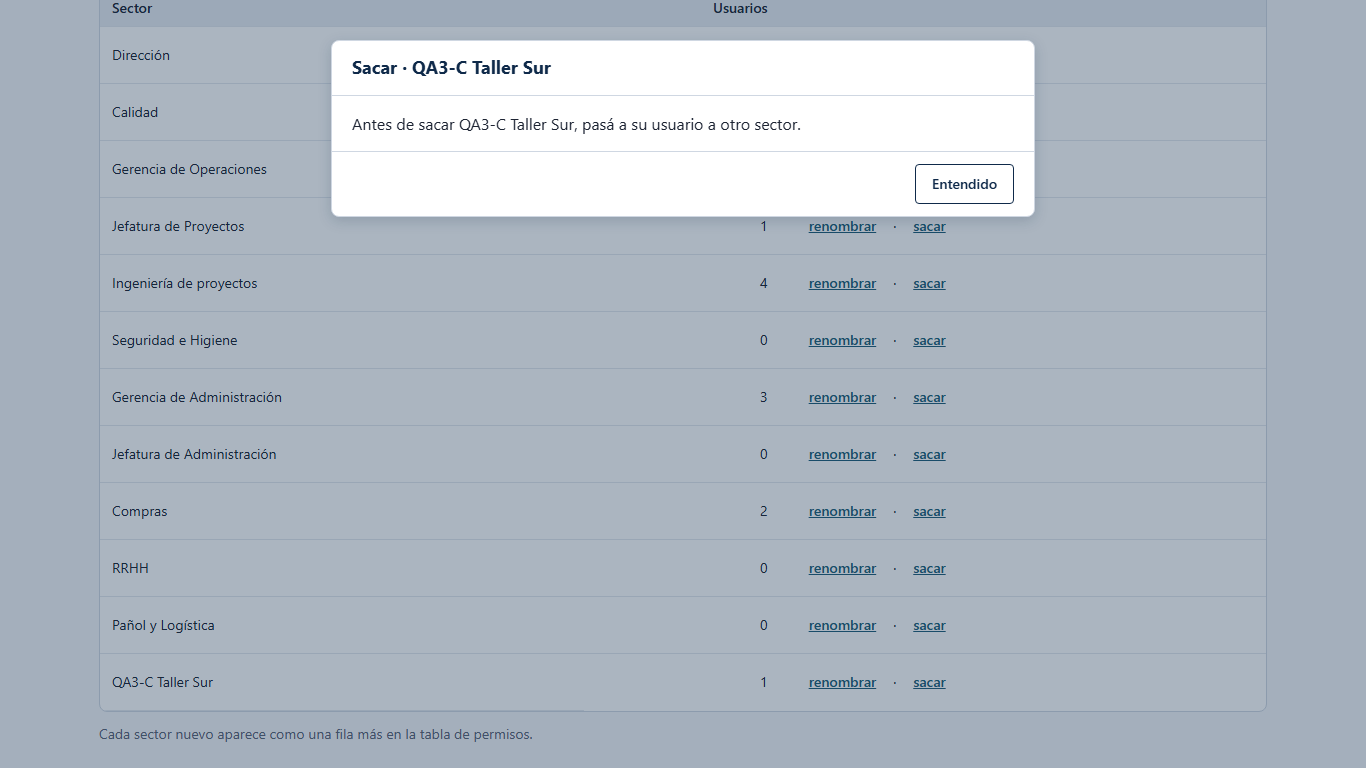 Sector Usuarios
Dirección
Sacar · QA3-C Taller Sur
Calidad
Antes de sacar QA3-C Taller Sur, pasá a su usuario a otro sector.
Gerencia de Operaciones
Entendido
Jefatura de Proyectos 1 renombrar · sacar
Ingeniería de proyectos 4 renombrar · sacar
Seguridad e Higiene 0 renombrar · sacar
Gerencia de Administración 3 renombrar · sacar
Jefatura de Administración 0 renombrar · sacar
Compras 2 renombrar · sacar
RRHH 0 renombrar · sacar
Pañol y Logística 0 renombrar · sacar
QA3-C Taller Sur 1 renombrar · sacar
Cada sector nuevo aparece como una fila más en la tabla de permisos.